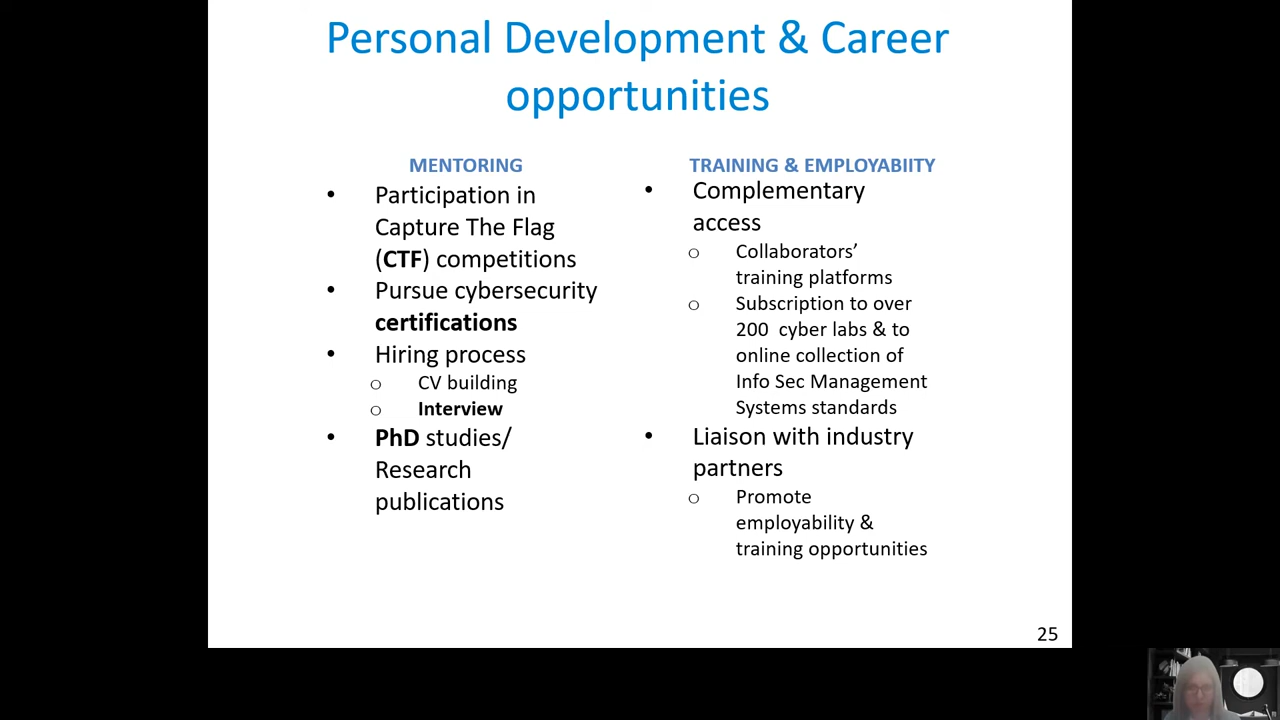 Personal Development & Career
opportunities
MENTORING
• Participation in
Capture The Flag
(CTF) competitions
• Pursue cybersecurity
certifications
• Hiring process
o CV building
o Interview
• PhD studies/
Research
publications
TRAINING & EMPLOYABIITY
• Complementary
access
o Collaborators’
training platforms
o Subscription to over
200 cyber labs & to
online collection of
Info Sec Management
Systems standards
• Liaison with industry
partners
o Promote
employability &
training opportunities
25